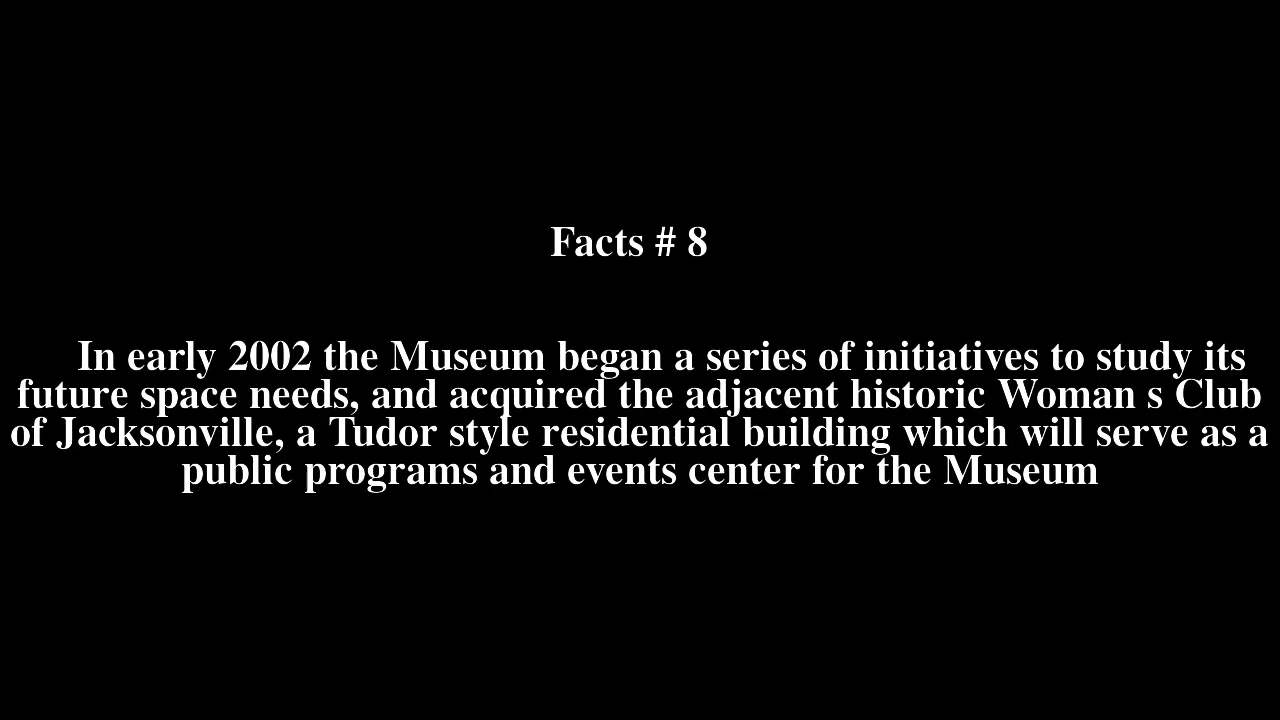 Facts # 8
In early 2002 the Museum began a series of initiatives to study its
future space needs, and acquired the adjacent historic Woman s Club
of Jacksonville, a Tudor style residential building which will serve as a
public programs and events center for the Museum